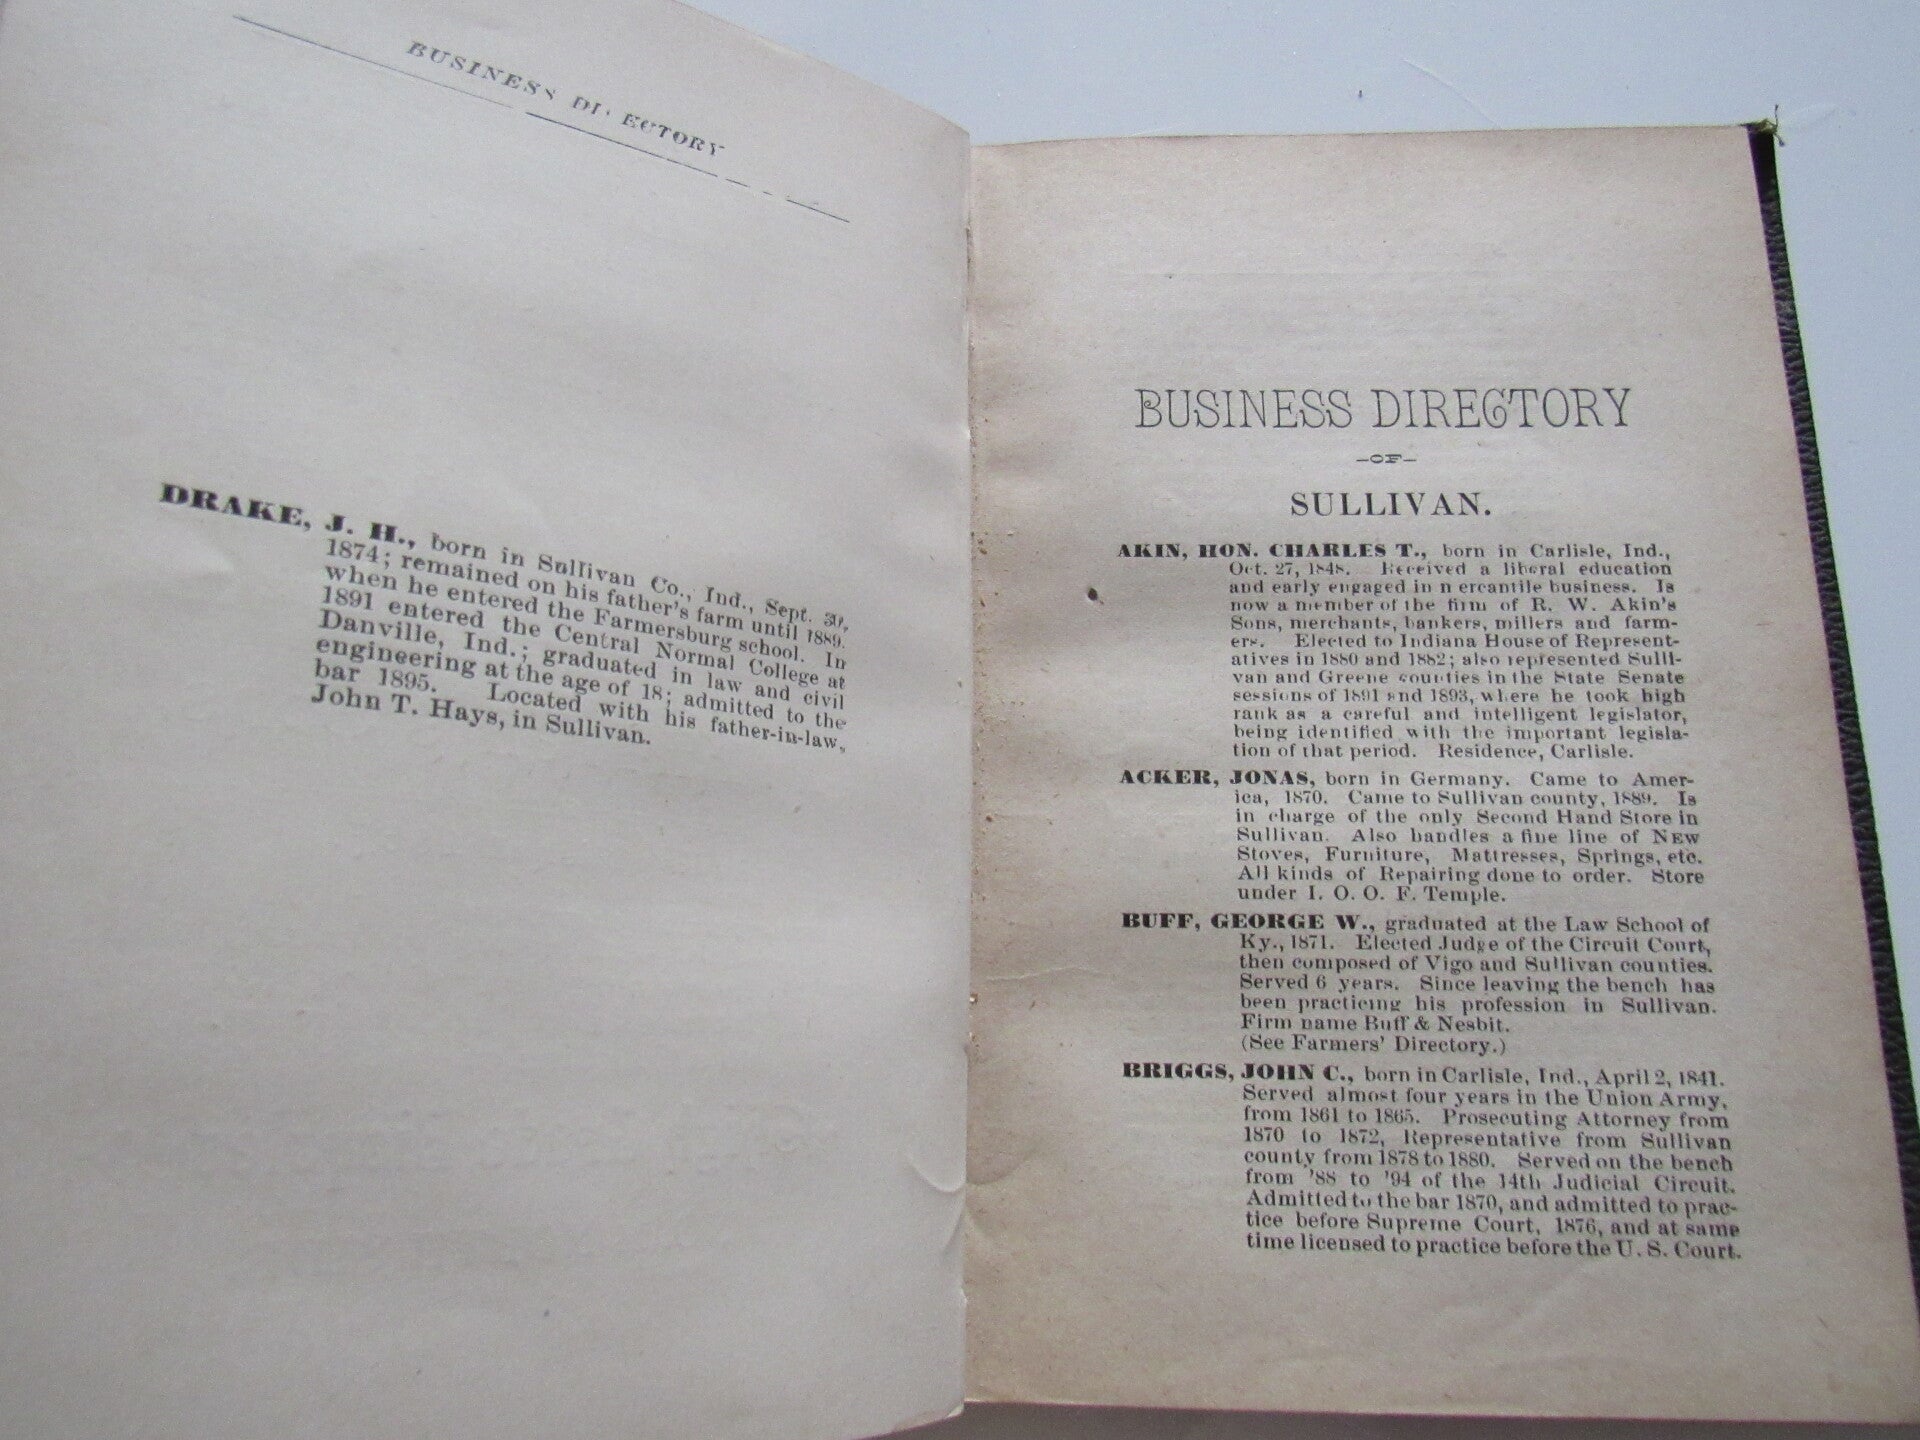 BUSINESS DI ECTORY
DRAKE, J. H., born in Sullivan Co., Ind., Sept. 30,
1874; remained on his father's farm until 1889.
when he entered the Farmersburg school. In
1891 entered the Central Normal College at
Danville, Ind.; graduated in law and civil
engineering at the age of 18; admitted to the
bar 1895. Located with his father-in-law,
John T. Hays, in Sullivan.
BUSINESS DIRECTORY
-OF-
SULLIVAN.
AKIN, HON. CHARLES T., born in Carlisle, Ind.,
Oct. 27, 1848. Received a liberal education
and early engaged in mercantile business. Is
now a member of the firm of R. W. Akin's
Sons, merchants, bankers, millers and farm-
ers. Elected to Indiana House of Represent-
atives in 1880 and 1882; also represented Sulli-
van and Greene counties in the State Senate
sessions of 1891 and 1893, where he took high
rank as a careful and intelligent legislator,
being identified with the important legisla-
tion of that period. Residence, Carlisle.
ACKER, JONAS, born in Germany. Came to Amer-
ica, 1870. Came to Sullivan county, 1889. Is
in charge of the only Second Hand Store in
Sullivan. Also handles a fine line of NEW
Stoves, Furniture, Mattresses, Springs, etc.
All kinds of Repairing done to order. Store
under I. O. O. F. Temple.
BUFF, GEORGE W., graduated at the Law School of
Ky., 1871. Elected Judge of the Circuit Court,
then composed of Vigo and Sullivan counties.
Served 6 years. Since leaving the bench has
been practicing his profession in Sullivan.
Firm name Buff & Nesbit.
(See Farmers' Directory.)
BRIGGS, JOHN C., born in Carlisle, Ind., April 2, 1841.
Served almost four years in the Union Army,
from 1861 to 1865. Prosecuting Attorney from
1870 to 1872, Representative from Sullivan
county from 1878 to 1880. Served on the bench
from '88 to '94 of the 14th Judicial Circuit.
Admitted to the bar 1870, and admitted to prac-
tice before Supreme Court, 1876, and at same
time licensed to practice before the U. S. Court.